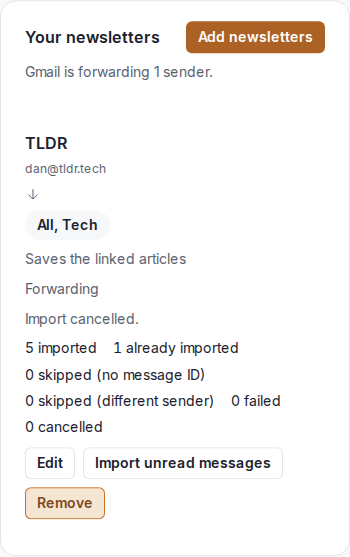 Your newsletters
Add newsletters
Gmail is forwarding 1 sender.
TLDR
dan@tldr.tech
↓
All, Tech
Saves the linked articles
Forwarding
Import cancelled.
5 imported 1 already imported
0 skipped (no message ID)
0 skipped (different sender) 0 failed
0 cancelled
Edit
Import unread messages
Remove